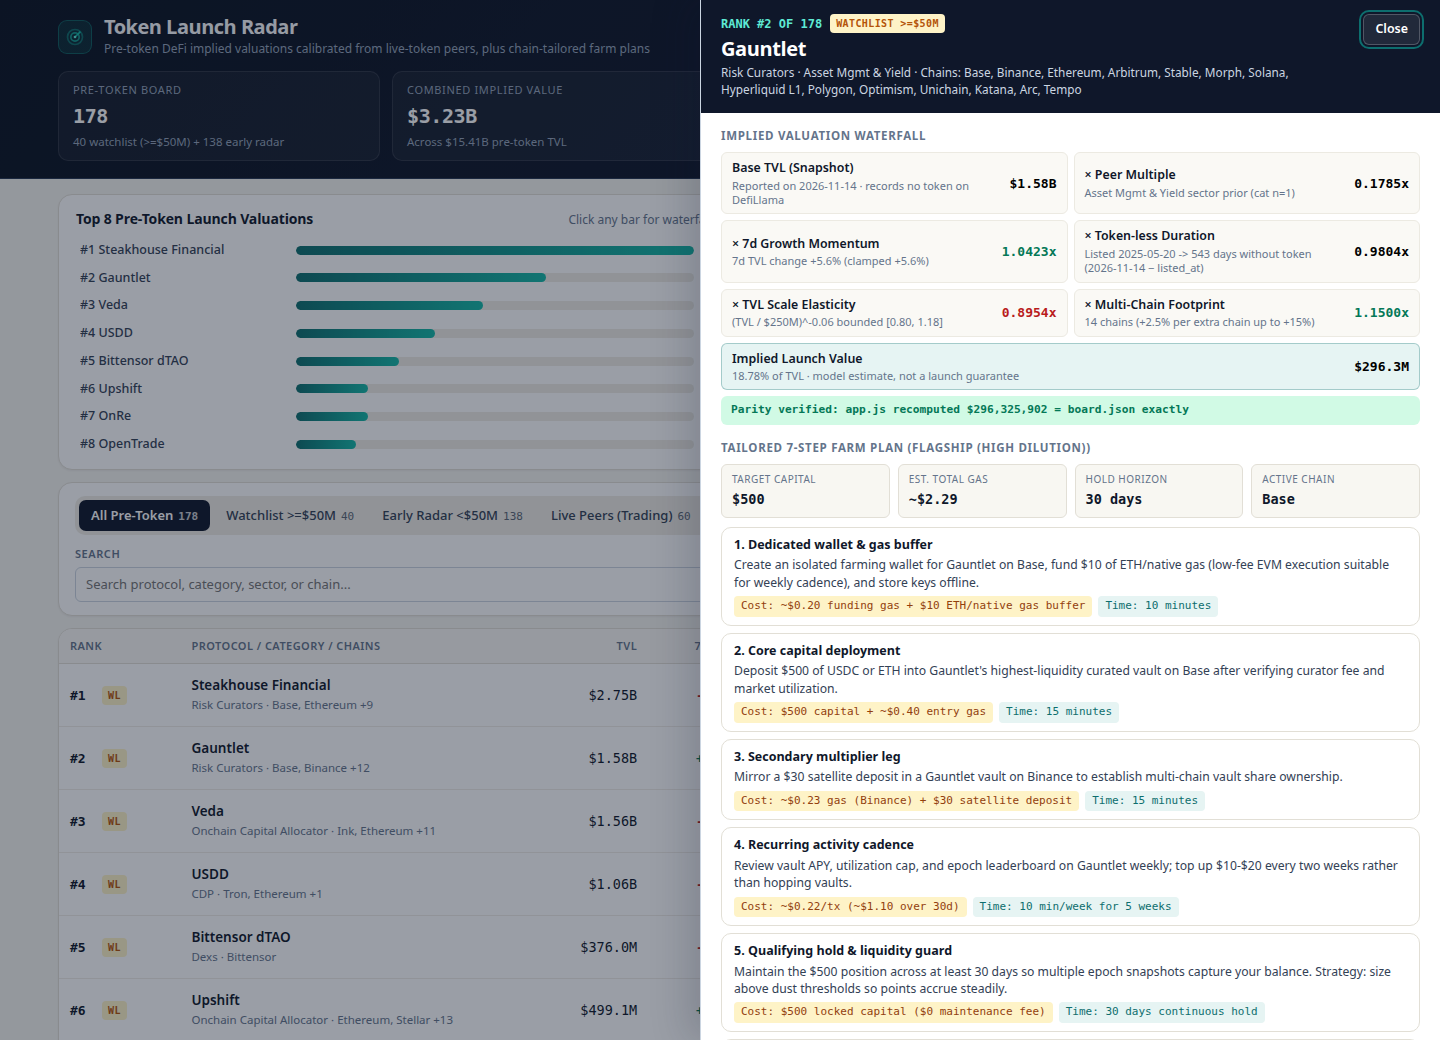 Token Launch Radar
Pre-token DeFi implied valuations calibrated from live-token peers, plus chain-tailored farm plans
PRE-TOKEN BOARD
178
40 watchlist (>=$50M) + 138 early radar
COMBINED IMPLIED VALUE
$3.23B
Across $15.41B pre-token TVL
Top 8 Pre-Token Launch Valuations
Click any bar for waterf
#1 Steakhouse Financial
#2 Gauntlet
#3 Veda
#4 USDD
#5 Bittensor dTAO
#6 Upshift
#7 OnRe
#8 OpenTrade
All Pre-Token 178
Watchlist >=$50M 40
Early Radar <$50M 138
Live Peers (Trading) 60
SEARCH
Search protocol, category, sector, or chain...
RANK
PROTOCOL / CATEGORY / CHAINS
TVL
7
#1 WL
Steakhouse Financial
Risk Curators · Base, Ethereum +9
$2.75B
-
#2 WL
Gauntlet
Risk Curators · Base, Binance +12
$1.58B
+
#3 WL
Veda
Onchain Capital Allocator · Ink, Ethereum +11
$1.56B
-
#4 WL
USDD
CDP · Tron, Ethereum +1
$1.06B
-
#5 WL
Bittensor dTAO
Dexs · Bittensor
$376.0M
-
#6 WL
Upshift
Onchain Capital Allocator · Ethereum, Stellar +13
$499.1M
+
RANK #2 OF 178 WATCHLIST >=$50M
Close
Gauntlet
Risk Curators · Asset Mgmt & Yield · Chains: Base, Binance, Ethereum, Arbitrum, Stable, Morph, Solana,
Hyperliquid L1, Polygon, Optimism, Unichain, Katana, Arc, Tempo
IMPLIED VALUATION WATERFALL
Base TVL (Snapshot)
Reported on 2026-11-14 · records no token on
DefiLlama
$1.58B
× Peer Multiple
Asset Mgmt & Yield sector prior (cat n=1)
0.1785x
× 7d Growth Momentum
7d TVL change +5.6% (clamped +5.6%)
1.0423x
× Token-less Duration
Listed 2025-05-20 -> 543 days without token
(2026-11-14 − listed_at)
0.9804x
× TVL Scale Elasticity
(TVL / $250M)^-0.06 bounded [0.80, 1.18]
0.8954x
× Multi-Chain Footprint
14 chains (+2.5% per extra chain up to +15%)
1.1500x
Implied Launch Value
18.78% of TVL · model estimate, not a launch guarantee
$296.3M
Parity verified: app.js recomputed $296,325,902 = board.json exactly
TAILORED 7-STEP FARM PLAN (FLAGSHIP (HIGH DILUTION))
TARGET CAPITAL
$500
EST. TOTAL GAS
~$2.29
HOLD HORIZON
30 days
ACTIVE CHAIN
Base
1. Dedicated wallet & gas buffer
Create an isolated farming wallet for Gauntlet on Base, fund $10 of ETH/native gas (low-fee EVM execution suitable
for weekly cadence), and store keys offline.
Cost: ~$0.20 funding gas + $10 ETH/native gas buffer
Time: 10 minutes
2. Core capital deployment
Deposit $500 of USDC or ETH into Gauntlet's highest-liquidity curated vault on Base after verifying curator fee and
market utilization.
Cost: $500 capital + ~$0.40 entry gas
Time: 15 minutes
3. Secondary multiplier leg
Mirror a $30 satellite deposit in a Gauntlet vault on Binance to establish multi-chain vault share ownership.
Cost: ~$0.23 gas (Binance) + $30 satellite deposit
Time: 15 minutes
4. Recurring activity cadence
Review vault APY, utilization cap, and epoch leaderboard on Gauntlet weekly; top up $10-$20 every two weeks rather
than hopping vaults.
Cost: ~$0.22/tx (~$1.10 over 30d)
Time: 10 min/week for 5 weeks
5. Qualifying hold & liquidity guard
Maintain the $500 position across at least 30 days so multiple epoch snapshots capture your balance. Strategy: size
above dust thresholds so points accrue steadily.
Cost: $500 locked capital ($0 maintenance fee)
Time: 30 days continuous hold